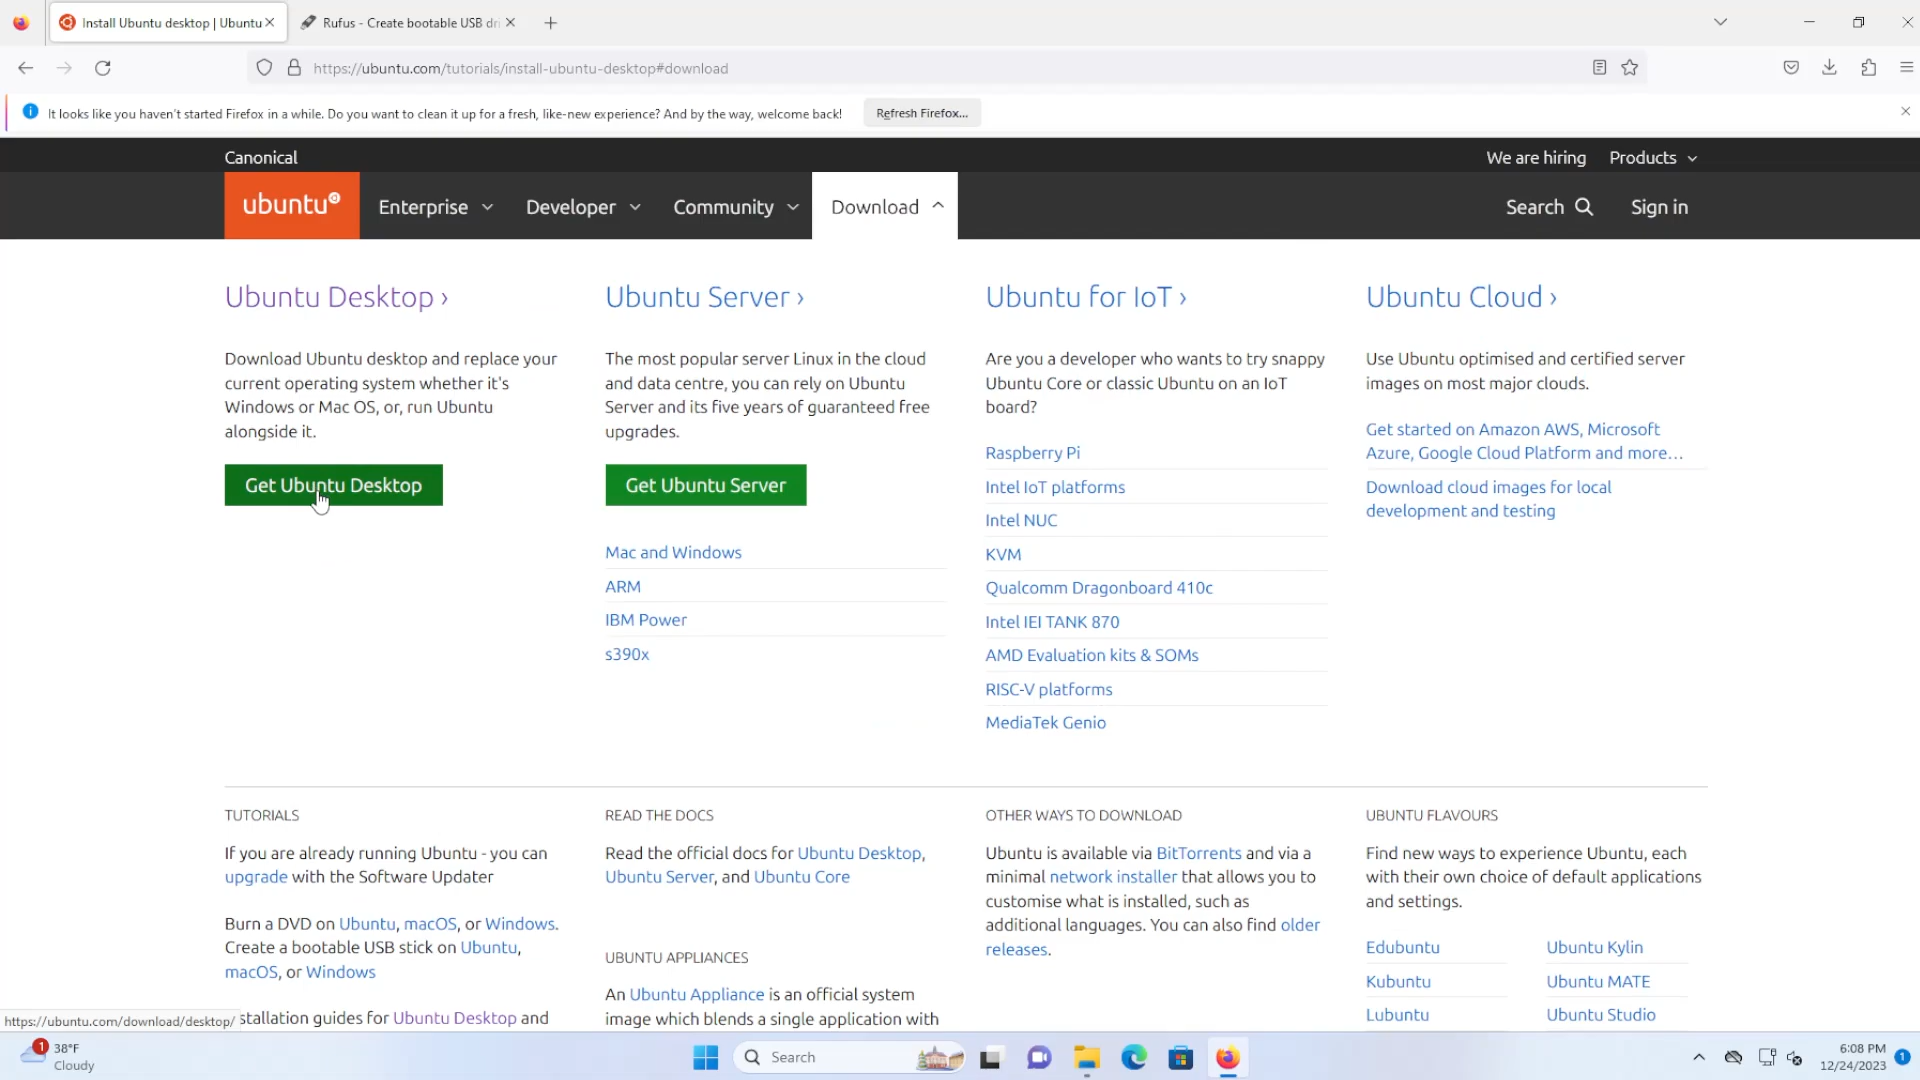 Install Ubuntu desktop | Ubuntu
Rufus - Create bootable USB dri
https://ubuntu.com/tutorials/install-ubuntu-desktop#download
It looks like you haven't started Firefox in a while. Do you want to clean it up for a fresh, like-new experience? And by the way, welcome back!
Refresh Firefox...
Canonical
We are hiring
Products
ubuntu
Enterprise
Developer
Community
Download
Search
Sign in
Ubuntu Desktop ›
Download Ubuntu desktop and replace your
current operating system whether it's
Windows or Mac OS, or, run Ubuntu
alongside it.
Get Ubuntu Desktop
Ubuntu Server ›
The most popular server Linux in the cloud
and data centre, you can rely on Ubuntu
Server and its five years of guaranteed free
upgrades.
Get Ubuntu Server
Mac and Windows
ARM
IBM Power
s390x
Ubuntu for IoT ›
Are you a developer who wants to try snappy
Ubuntu Core or classic Ubuntu on an IoT
board?
Raspberry Pi
Intel IoT platforms
Intel NUC
KVM
Qualcomm Dragonboard 410c
Intel IEI TANK 870
AMD Evaluation kits & SOMs
RISC-V platforms
MediaTek Genio
Ubuntu Cloud ›
Use Ubuntu optimised and certified server
images on most major clouds.
Get started on Amazon AWS, Microsoft
Azure, Google Cloud Platform and more...
Download cloud images for local
development and testing
TUTORIALS
If you are already running Ubuntu - you can
upgrade with the Software Updater
Burn a DVD on Ubuntu, macOS, or Windows.
Create a bootable USB stick on Ubuntu,
macOS, or Windows
stallation guides for Ubuntu Desktop and
READ THE DOCS
Read the official docs for Ubuntu Desktop,
Ubuntu Server, and Ubuntu Core
UBUNTU APPLIANCES
An Ubuntu Appliance is an official system
image which blends a single application with
OTHER WAYS TO DOWNLOAD
Ubuntu is available via BitTorrents and via a
minimal network installer that allows you to
customise what is installed, such as
additional languages. You can also find older
releases.
UBUNTU FLAVOURS
Find new ways to experience Ubuntu, each
with their own choice of default applications
and settings.
Edubuntu
Ubuntu Kylin
Kubuntu
Ubuntu MATE
Lubuntu
Ubuntu Studio
https://ubuntu.com/download/desktop/
1
38°F
Cloudy
Search
6:08 PM
12/24/2023
1